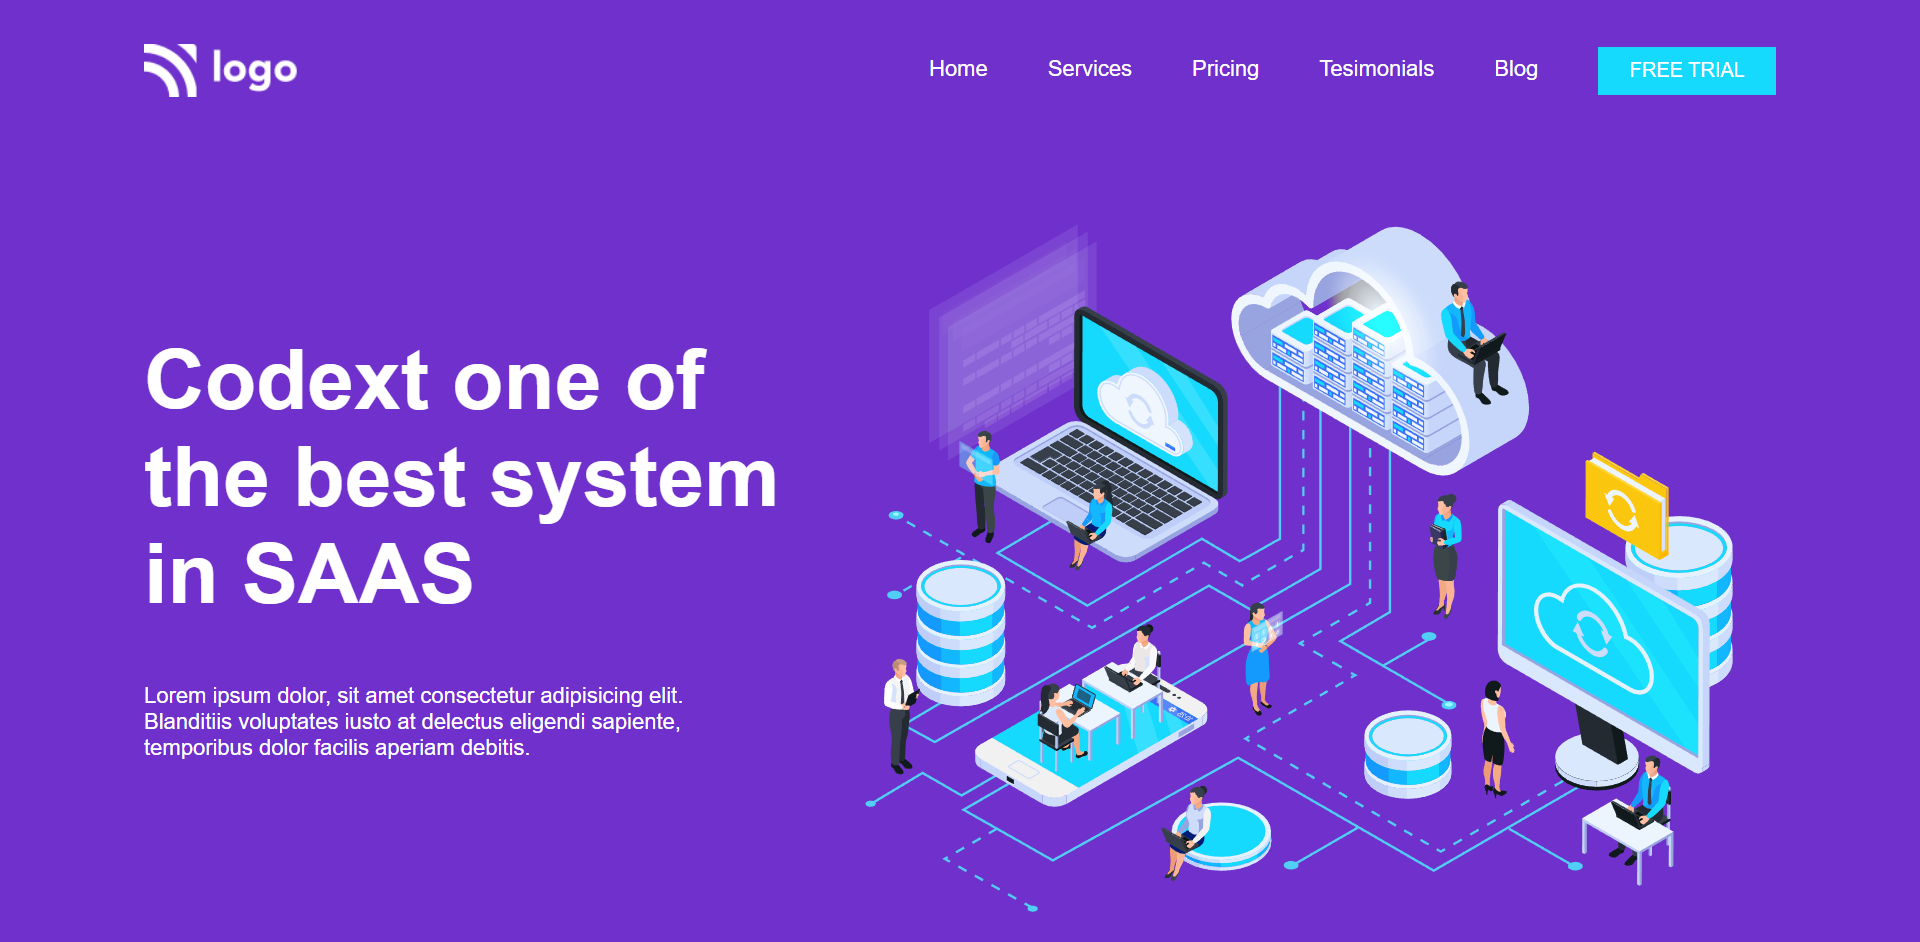 logo
Home
Services
Pricing
Tesimonials
Blog
FREE TRIAL
Codext one of
the best system
in SAAS
Lorem ipsum dolor, sit amet consectetur adipisicing elit.
Blanditiis voluptates iusto at delectus eligendi sapiente,
temporibus dolor facilis aperiam debitis.